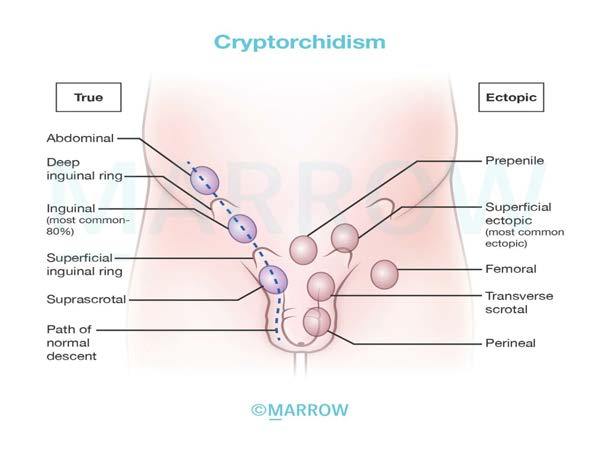 Cryptorchidism
True
Abdominal
Deep
inguinal ring
Inguinal
(most common-
80%)
Superficial
inguinal ring
Suprascrotal
Path of
normal
descent
Ectopic
Prepenile
Superficial
ectopic
(most common
ectopic)
Femoral
Transverse
scrotal
Perineal
MARROW
©MARROW